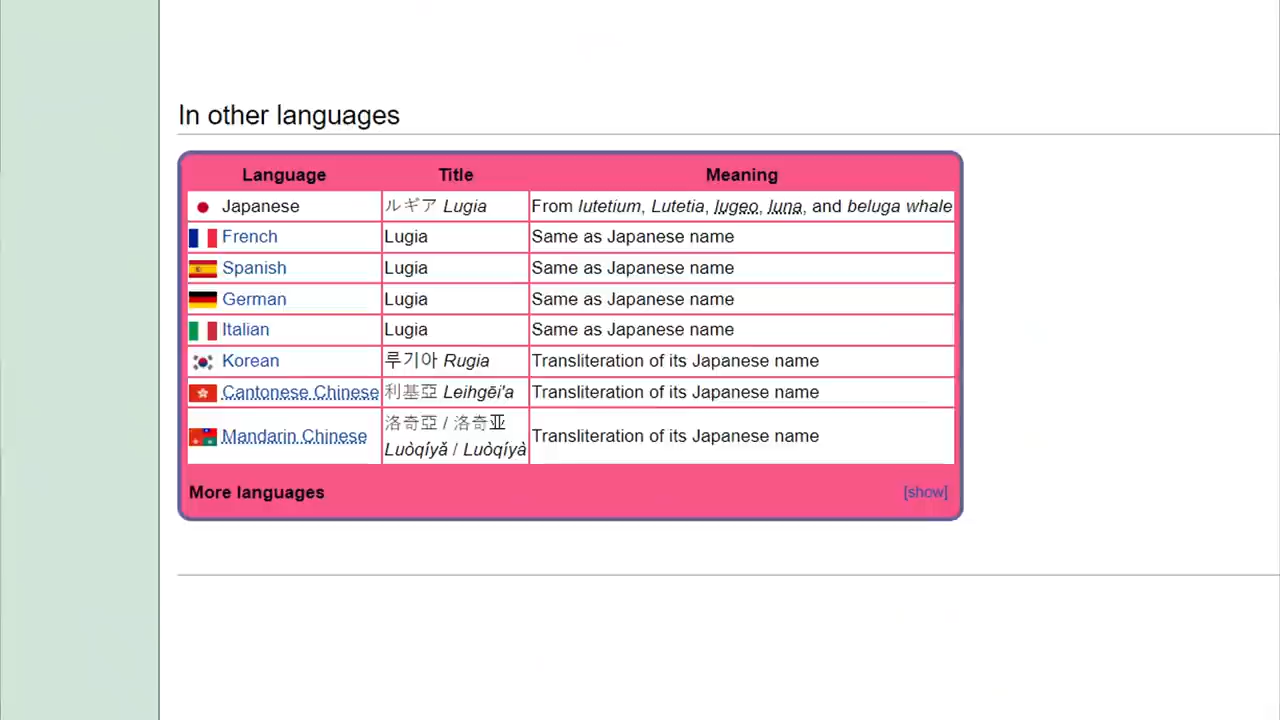 In other languages
Language Title Meaning
Japanese ルギア Lugia From lutetium, Lutetia, lugeo, luna, and beluga whale
French Lugia Same as Japanese name
Spanish Lugia Same as Japanese name
German Lugia Same as Japanese name
Italian Lugia Same as Japanese name
Korean 루기아 Rugia Transliteration of its Japanese name
Cantonese Chinese 利基亞 Leihgēi'a Transliteration of its Japanese name
Mandarin Chinese 洛奇亞 / 洛奇亚 Transliteration of its Japanese name
Luòqíyǎ / Luòqíyà
More languages [show]